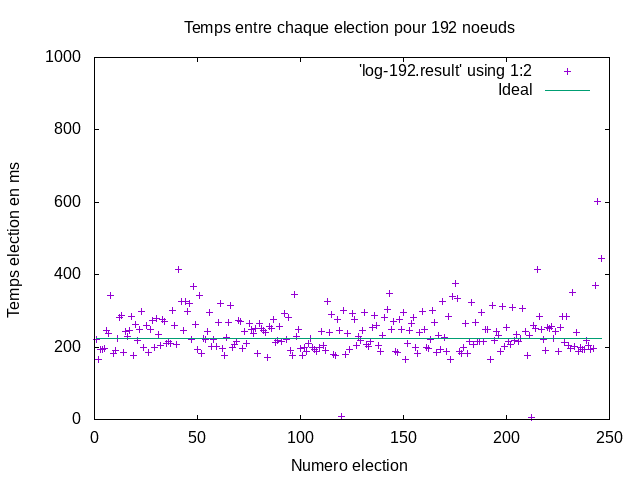 Temps entre chaque election pour 192 noeuds
1000
800
600
400
200
0
Temps election en ms
'log-192.result' using 1:2
Ideal
0 50 100 150 200 250
Numero election